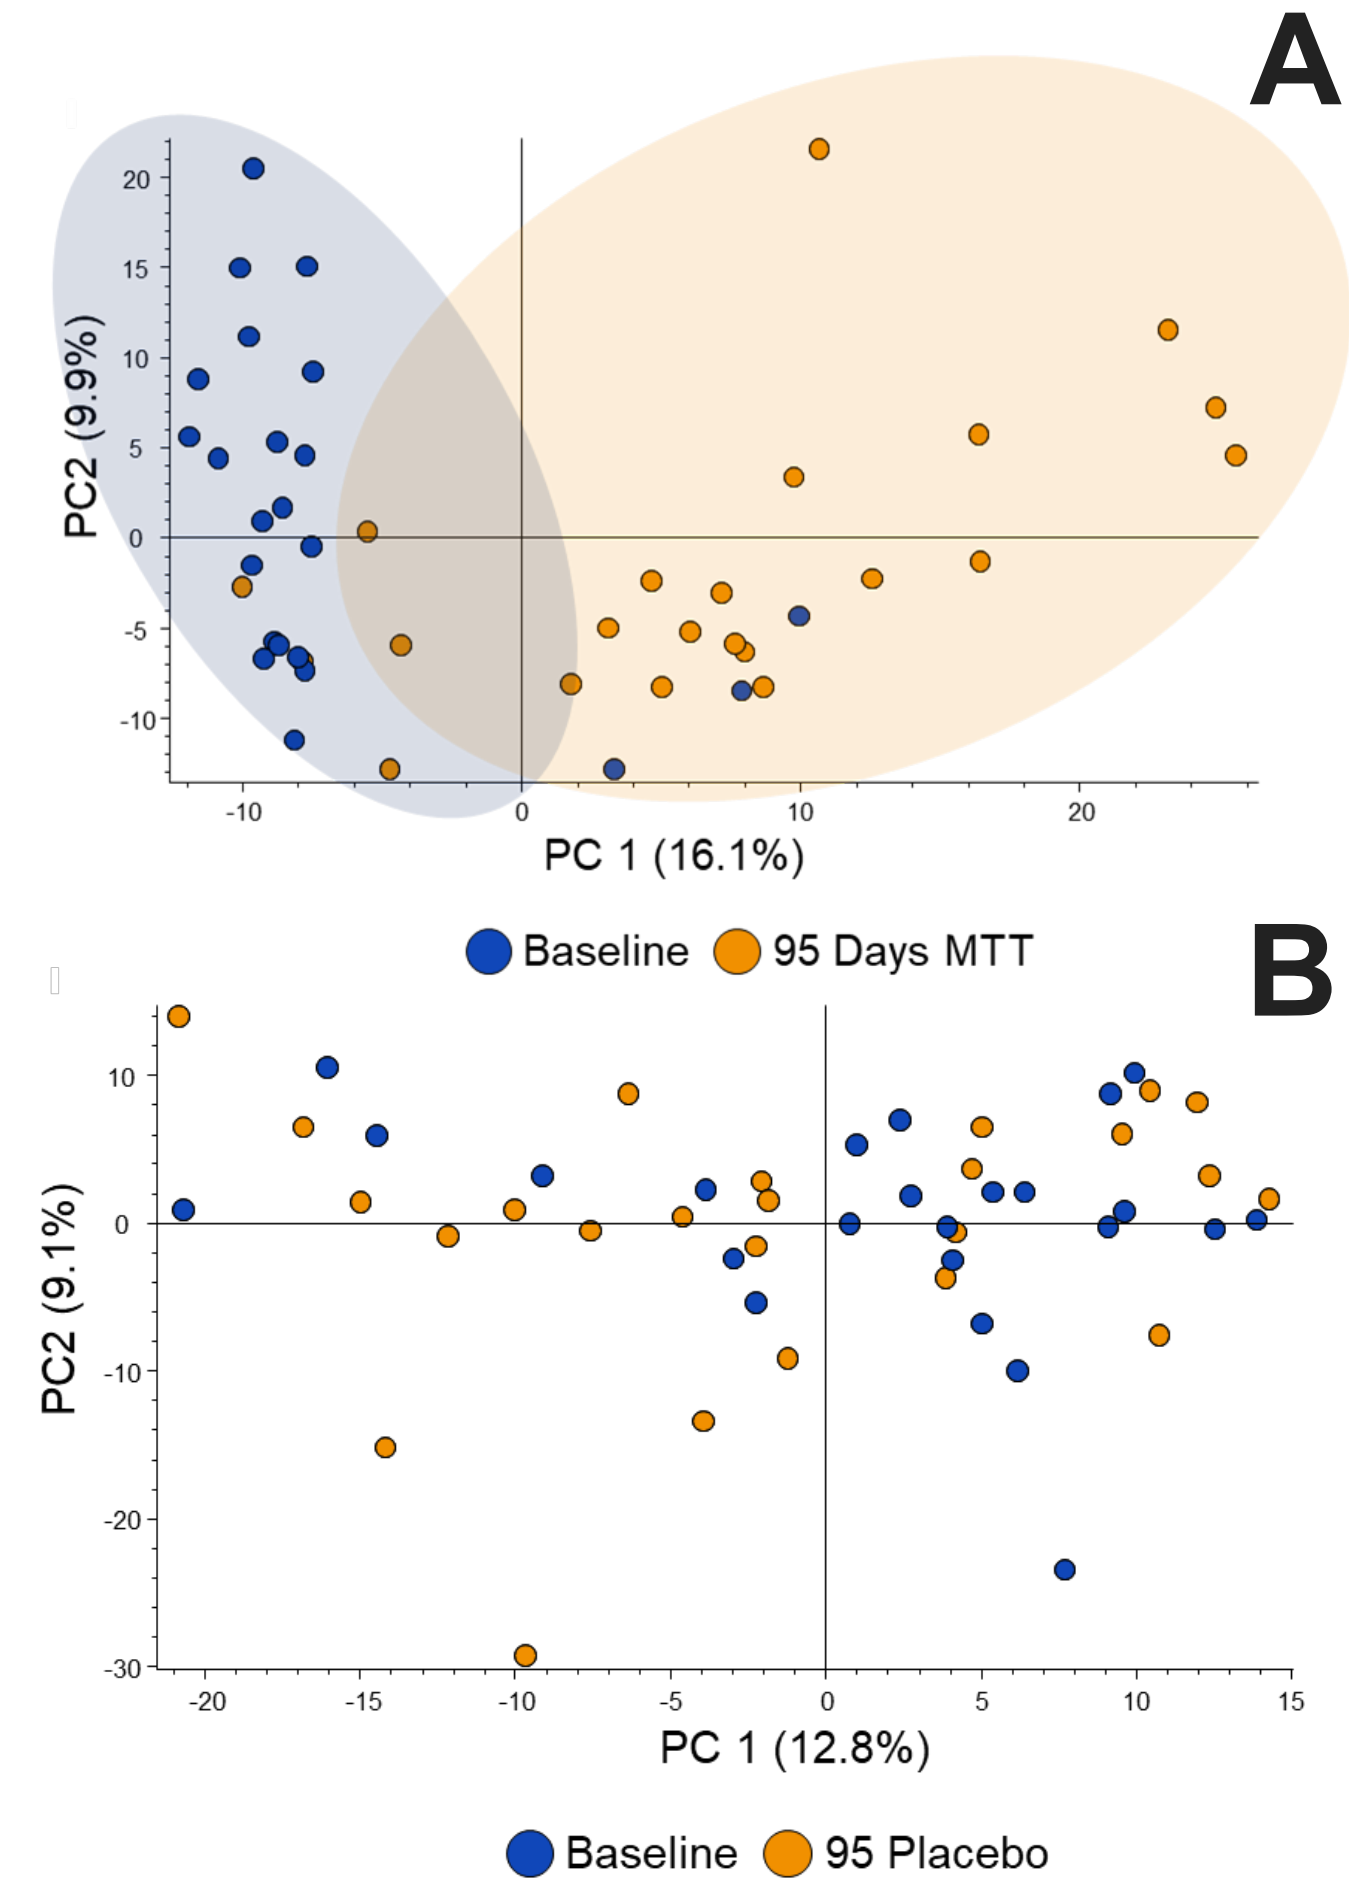 A
20
15
10
5
0
-5
-10
PC2 (9.9%)
-10 0 10 20
PC 1 (16.1%)
Baseline 95 Days MTT
B
10
0
-10
-20
-30
PC2 (9.1%)
-20 -15 -10 -5 0 5 10 15
PC 1 (12.8%)
Baseline 95 Placebo